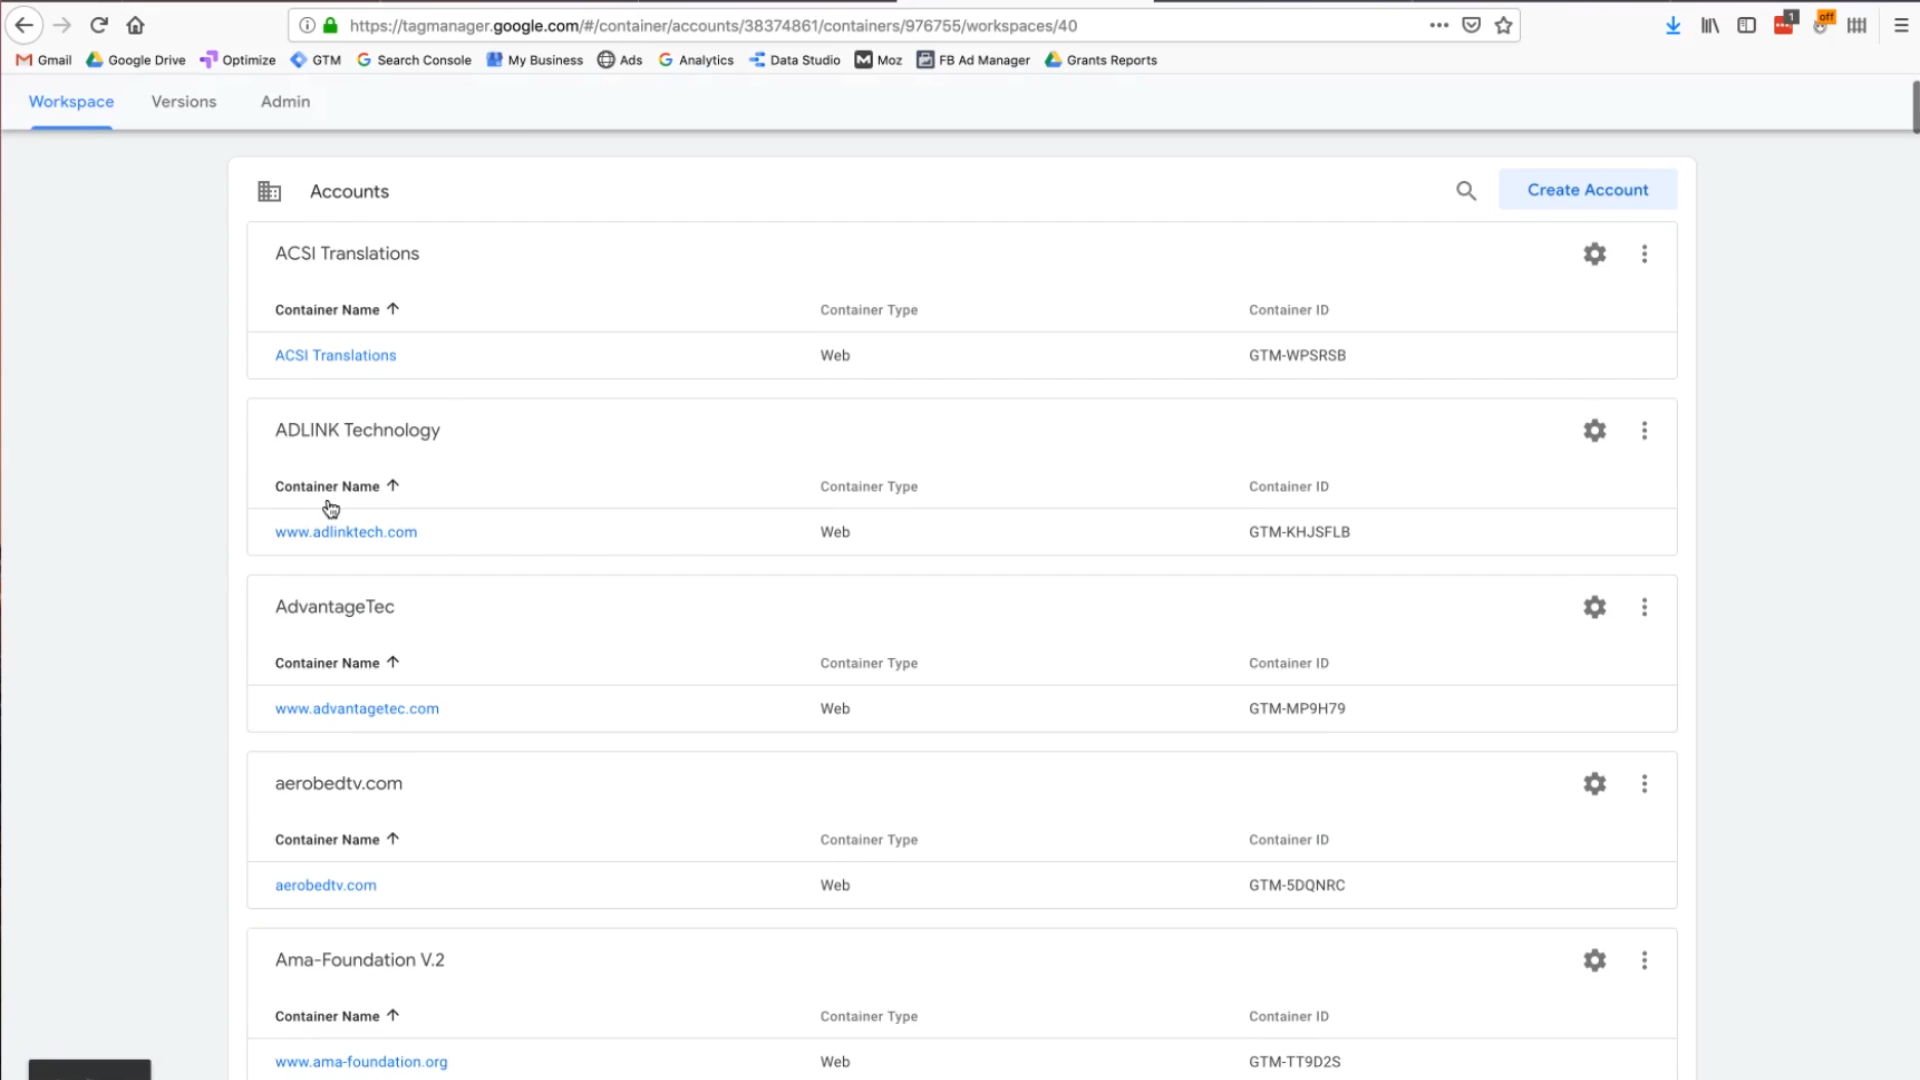 https://tagmanager.google.com/#/container/accounts/38374861/containers/976755/workspaces/40
1
off
Gmail Google Drive Optimize GTM Search Console My Business Ads Analytics Data Studio Moz FB Ad Manager Grants Reports
Workspace Versions Admin
Accounts Create Account
ACSI Translations
Container Name Container Type Container ID
ACSI Translations Web GTM-WPSRSB
ADLINK Technology
Container Name Container Type Container ID
www.adlinktech.com Web GTM-KHJSFLB
AdvantageTec
Container Name Container Type Container ID
www.advantagetec.com Web GTM-MP9H79
aerobedtv.com
Container Name Container Type Container ID
aerobedtv.com Web GTM-5DQNRC
Ama-Foundation V.2
Container Name Container Type Container ID
www.ama-foundation.org Web GTM-TT9D2S